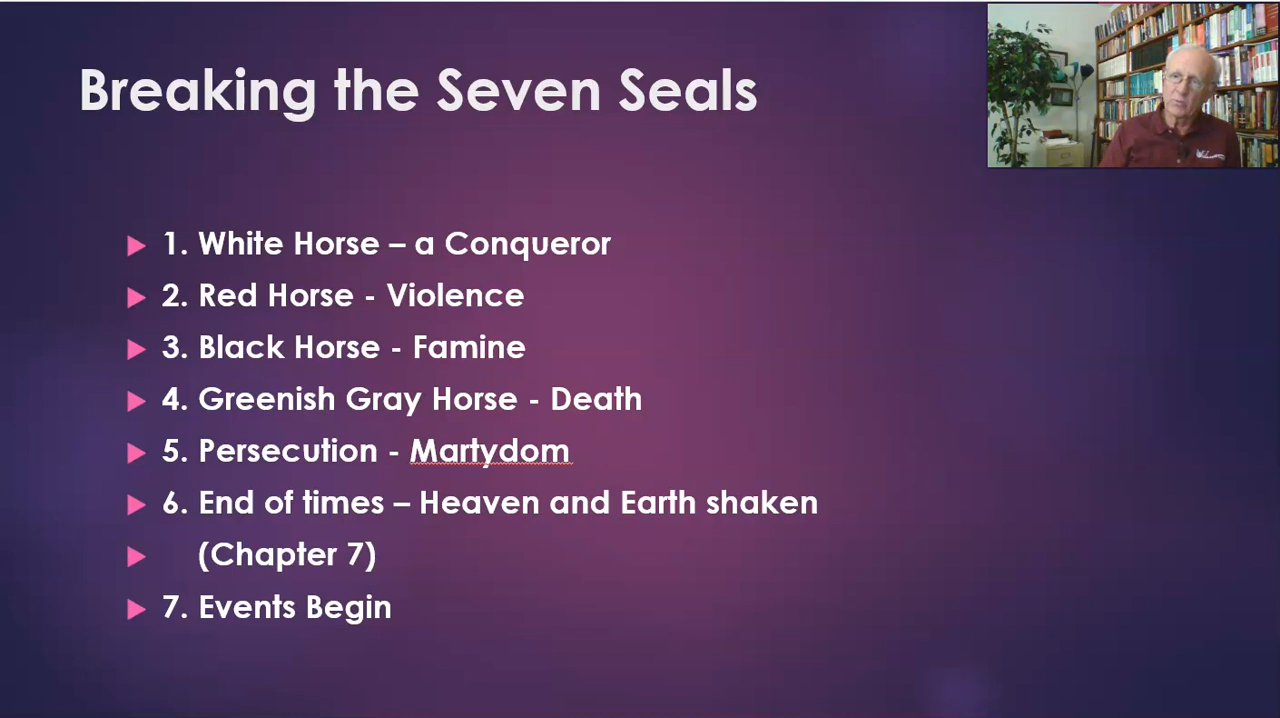 Breaking the Seven Seals
1. White Horse – a Conqueror
2. Red Horse - Violence
3. Black Horse - Famine
4. Greenish Gray Horse - Death
5. Persecution - Martydom
6. End of times – Heaven and Earth shaken
(Chapter 7)
7. Events Begin